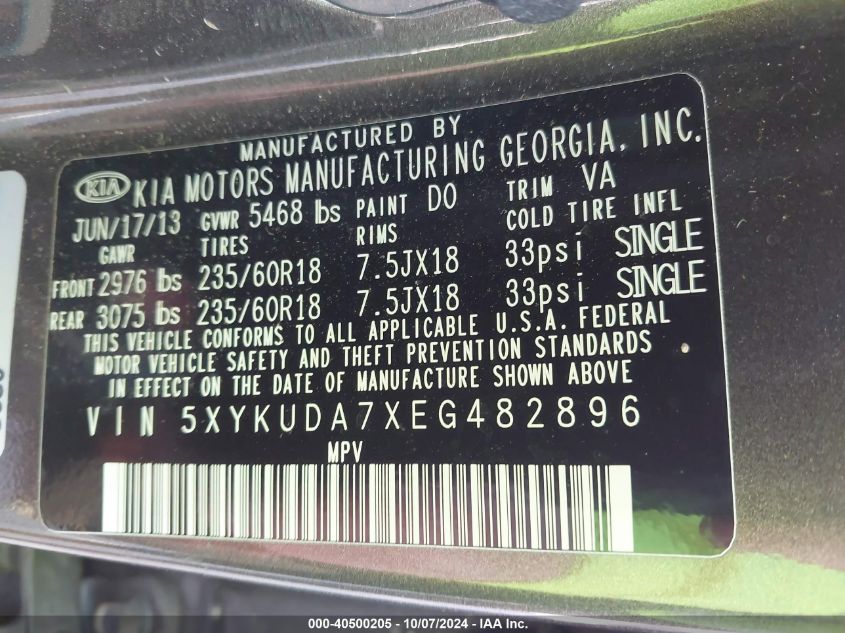 MANUFACTURED BY
KIA KIA MOTORS MANUFACTURING GEORGIA, INC.
JUN/17/13 GVWR 5468 lbs PAINT DO TRIM VA
GAWR TIRES RIMS COLD TIRE INFL
FRONT 2976 lbs 235/60R18 7.5JX18 33psi SINGLE
REAR 3075 lbs 235/60R18 7.5JX18 33psi SINGLE
THIS VEHICLE CONFORMS TO ALL APPLICABLE U.S.A. FEDERAL
MOTOR VEHICLE SAFETY AND THEFT PREVENTION STANDARDS
IN EFFECT ON THE DATE OF MANUFACTURE SHOWN ABOVE
VIN 5XYKUDA7XEG482896
MPV
000-40500205 - 10/07/2024 - IAA Inc.